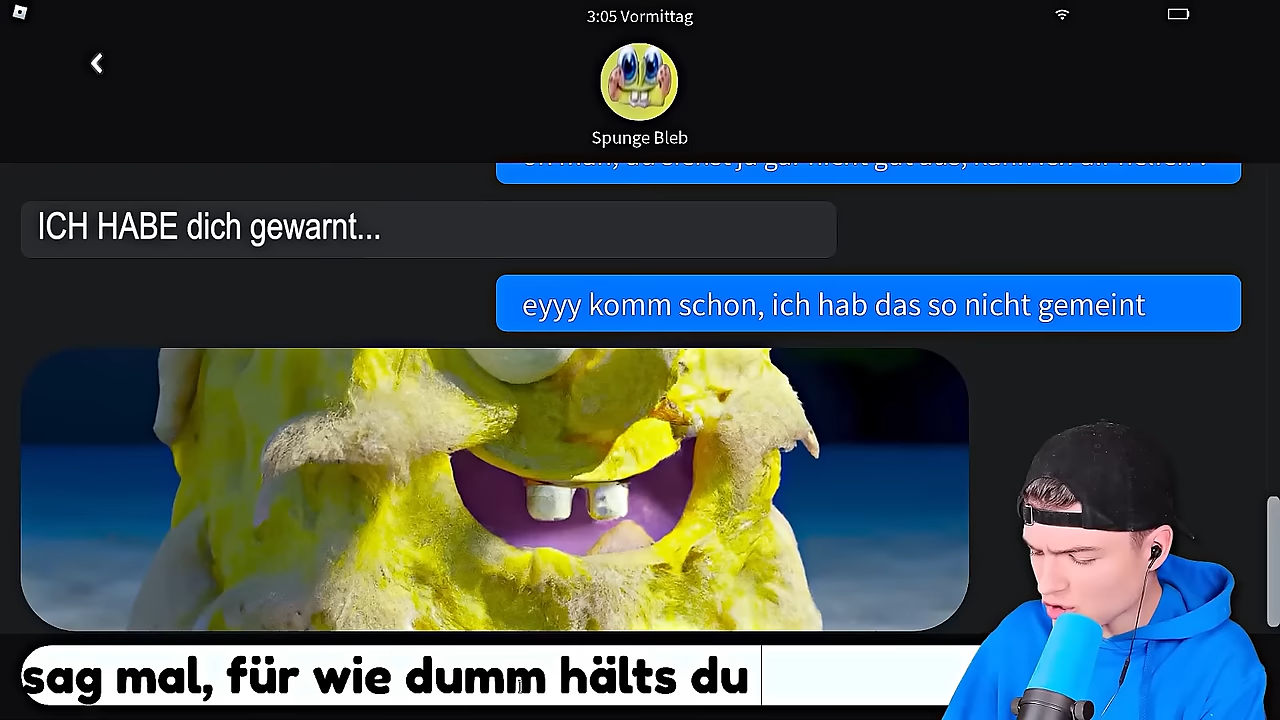 3:05 Vormittag
Spunge Bleb
ICH HABE dich gewarnt...
eyyy komm schon, ich hab das so nicht gemeint
sag mal, für wie dumm hälts du